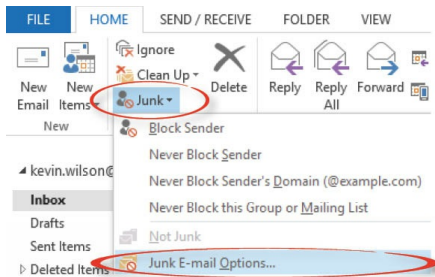 FILE HOME SEND / RECEIVE FOLDER VIEW
Ignore
Clean Up
Junk
New Email
New Items
Delete
Reply
Reply All
Forward
New
Block Sender
Never Block Sender
Never Block Sender's Domain (@example.com)
Never Block this Group or Mailing List
Not Junk
Junk E-mail Options...
kevin.wilson@
Inbox
Drafts
Sent Items
Deleted Items